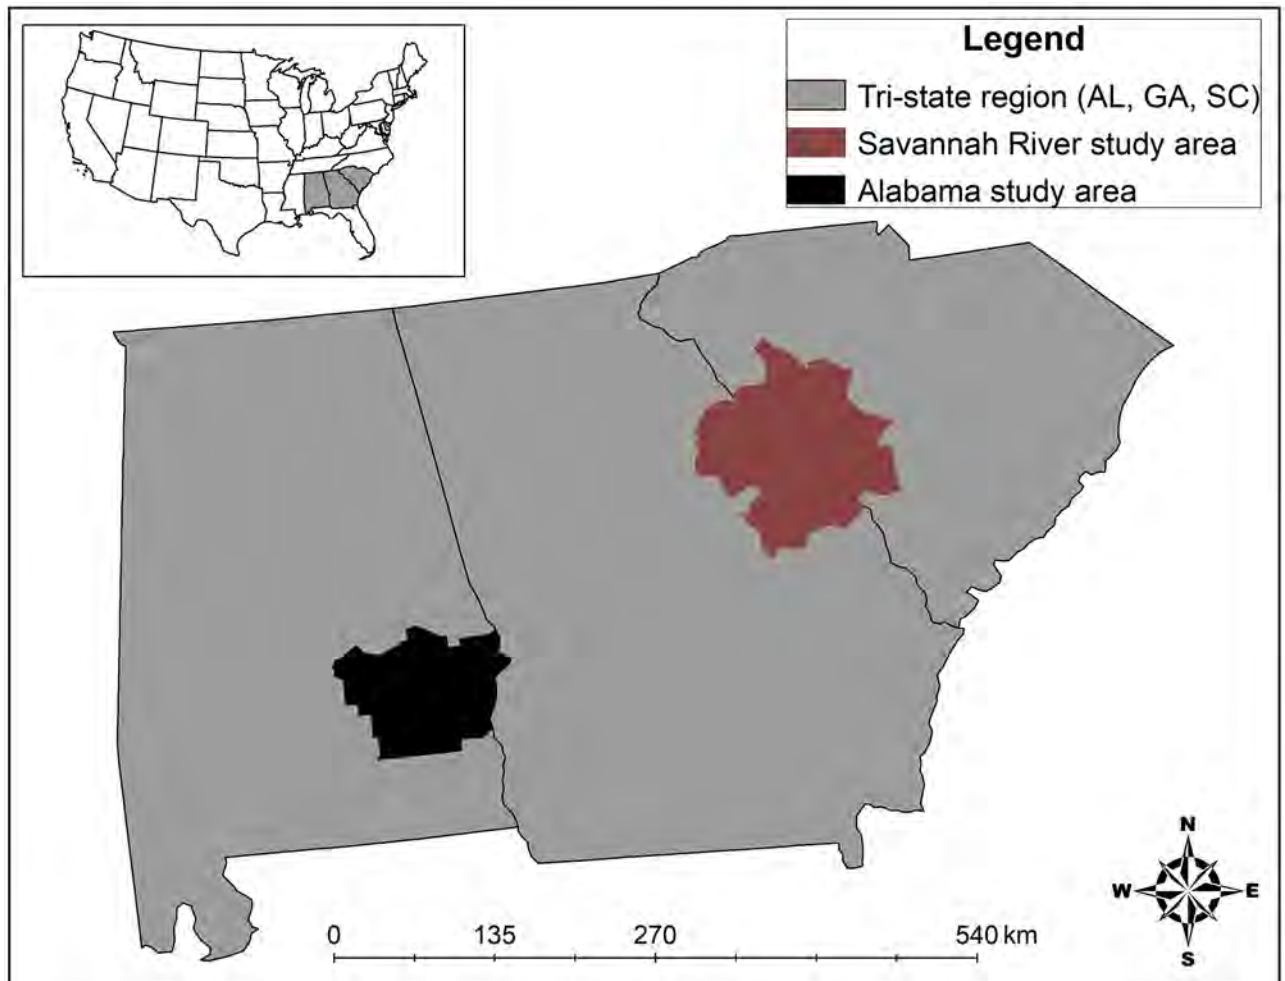 Legend
Tri-state region (AL, GA, SC)
Savannah River study area
Alabama study area
N
W E
S
0 135 270 540 km